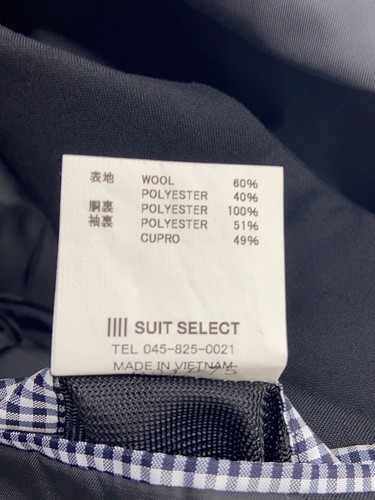 表地 WOOL 60%
POLYESTER 40%
胴裏 POLYESTER 100%
袖裏 POLYESTER 51%
CUPRO 49%
SUIT SELECT
TEL 045-825-0021
MADE IN VIETNAM